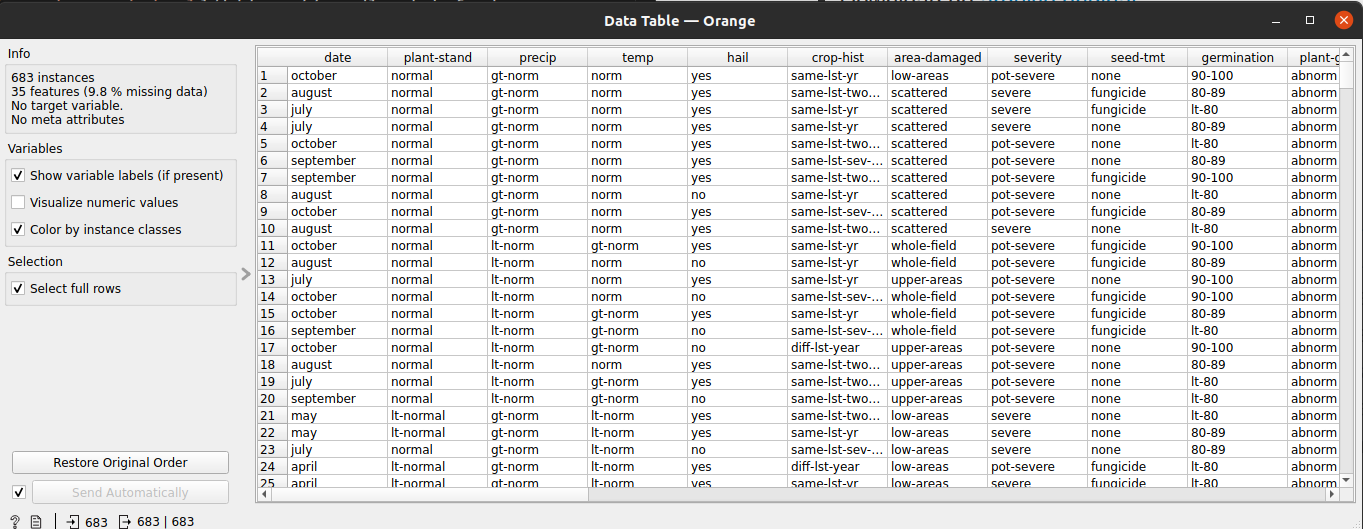 Data Table — Orange
Info
683 instances
35 features (9.8 % missing data)
No target variable.
No meta attributes
Variables
Show variable labels (if present)
Visualize numeric values
Color by instance classes
Selection
Select full rows
Restore Original Order
Send Automatically
683 683 | 683
date plant-stand precip temp hail crop-hist area-damaged severity seed-tmt germination plant-g
1 october normal gt-norm norm yes same-lst-yr low-areas pot-severe none 90-100 abnorm
2 august normal gt-norm norm yes same-lst-two... scattered severe fungicide 80-89 abnorm
3 july normal gt-norm norm yes same-lst-yr scattered severe fungicide lt-80 abnorm
4 july normal gt-norm norm yes same-lst-yr scattered severe none 80-89 abnorm
5 october normal gt-norm norm yes same-lst-two... scattered pot-severe none lt-80 abnorm
6 september normal gt-norm norm yes same-lst-sev-... scattered pot-severe none 80-89 abnorm
7 september normal gt-norm norm yes same-lst-two... scattered pot-severe fungicide 90-100 abnorm
8 august normal gt-norm norm no same-lst-yr scattered pot-severe none lt-80 abnorm
9 october normal gt-norm norm yes same-lst-sev-... scattered pot-severe fungicide 80-89 abnorm
10 august normal gt-norm norm yes same-lst-two... scattered severe none lt-80 abnorm
11 october normal lt-norm gt-norm yes same-lst-yr whole-field pot-severe fungicide 90-100 abnorm
12 august normal lt-norm norm no same-lst-yr whole-field pot-severe fungicide 80-89 abnorm
13 july normal lt-norm norm yes same-lst-yr upper-areas pot-severe none 90-100 abnorm
14 october normal lt-norm norm no same-lst-sev-... whole-field pot-severe fungicide 90-100 abnorm
15 october normal lt-norm gt-norm yes same-lst-yr whole-field pot-severe fungicide 80-89 abnorm
16 september normal lt-norm gt-norm no same-lst-sev-... whole-field pot-severe fungicide lt-80 abnorm
17 october normal lt-norm gt-norm no diff-lst-year upper-areas pot-severe none 90-100 abnorm
18 august normal lt-norm norm yes same-lst-two... upper-areas pot-severe none 80-89 abnorm
19 july normal lt-norm gt-norm yes same-lst-two... upper-areas pot-severe none lt-80 abnorm
20 september normal lt-norm gt-norm no same-lst-two... upper-areas pot-severe none lt-80 abnorm
21 may lt-normal gt-norm lt-norm yes same-lst-two... low-areas severe none lt-80 abnorm
22 may lt-normal gt-norm lt-norm yes same-lst-yr low-areas severe none 80-89 abnorm
23 july lt-normal gt-norm lt-norm no same-lst-sev-... low-areas severe none 80-89 abnorm
24 april lt-normal gt-norm lt-norm yes diff-lst-year low-areas pot-severe fungicide lt-80 abnorm
25 april lt-normal gt-norm lt-norm yes same-lst-yr low-areas severe fungicide lt-80 abnorm